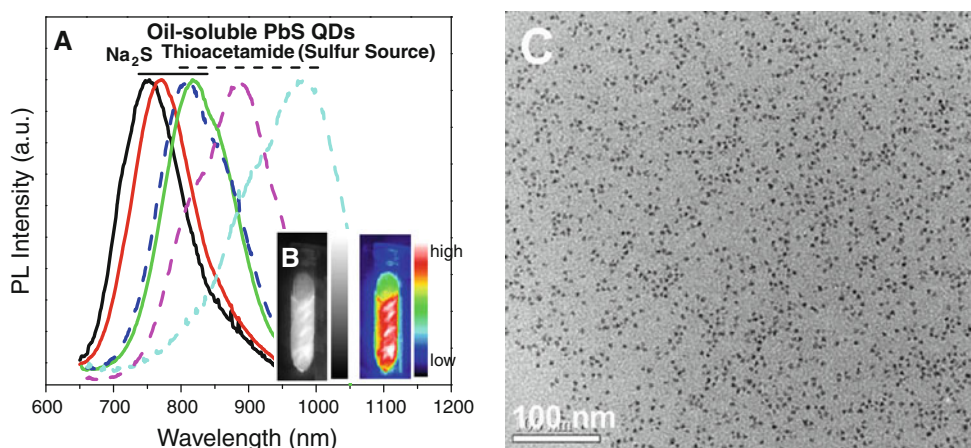 A
Oil-soluble PbS QDs
Na₂S Thioacetamide (Sulfur Source)
PL Intensity (a.u.)
B
high
low
600 700 800 900 1000 1100 1200
Wavelength (nm)
C
100 nm